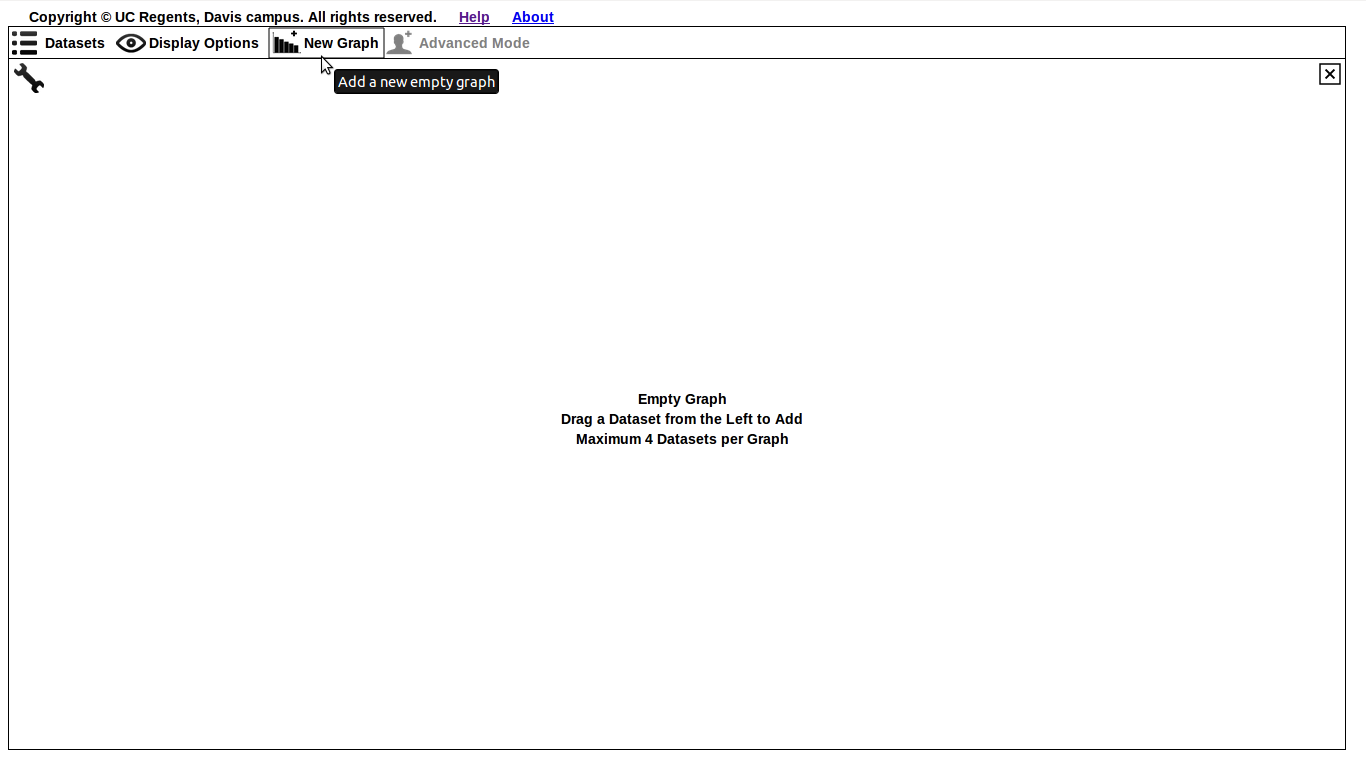 Copyright © UC Regents, Davis campus. All rights reserved. Help About
Datasets Display Options New Graph Advanced Mode
Add a new empty graph
Empty Graph
Drag a Dataset from the Left to Add
Maximum 4 Datasets per Graph